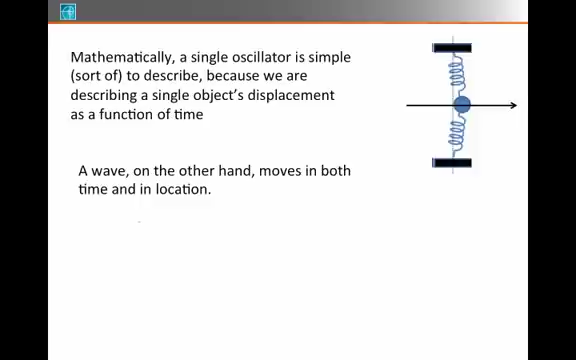 Mathematically, a single oscillator is simple
(sort of) to describe, because we are
describing a single object's displacement
as a function of time
A wave, on the other hand, moves in both
time and in location.